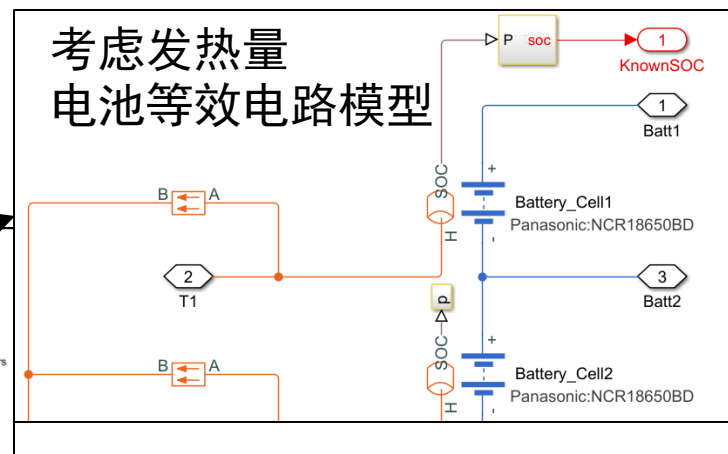 考虑发热量
电池等效电路模型
P soc
1
KnownSOC
1
Batt1
SOC
+
B A
Battery_Cell1
Panasonic:NCR18650BD
H
-
2
T1
3
Batt2
p
SOC
+
B A
Battery_Cell2
Panasonic:NCR18650BD
H
-